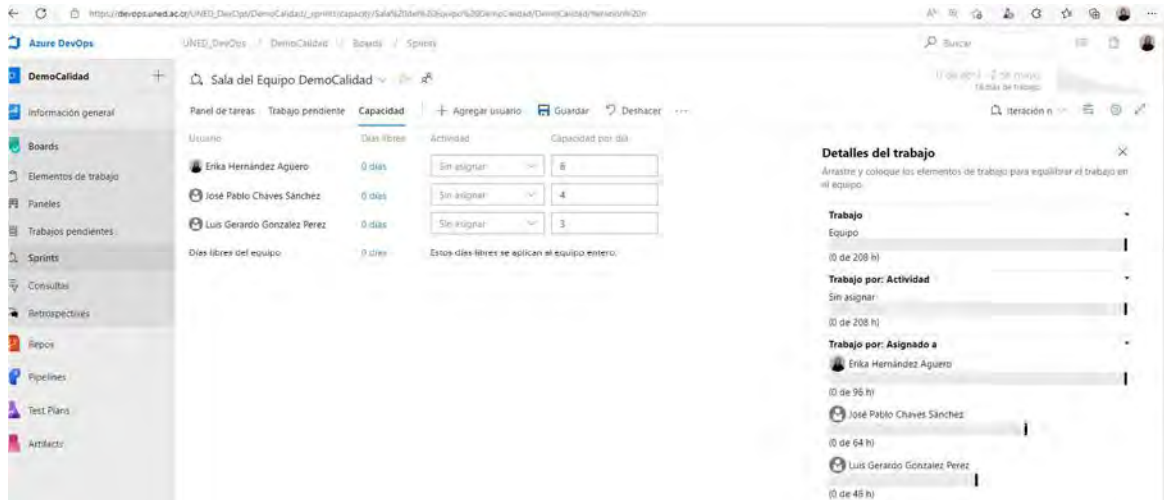 Azure DevOps
UNED_DevOps / DemoCalidad / Boards / Sprints
Buscar
DemoCalidad
Sala del Equipo DemoCalidad
Información general
Panel de tareas Trabajo pendiente Capacidad Agregar usuario Guardar Deshacer ...
Iteración n
Boards
Elementos de trabajo
Paneles
Trabajos pendientes
Sprints
Consultas
Retrospectives
Repos
Pipelines
Test Plans
Artifacts
Usuario Días libres Actividad Capacidad por día
Erika Hernández Agüero 0 días Sin asignar 6
José Pablo Chaves Sánchez 0 días Sin asignar 4
Luis Gerardo Gonzalez Perez 0 días Sin asignar 3
Días libres del equipo 0 días Estos días libres se aplican al equipo entero.
Detalles del trabajo
Arrastre y coloque los elementos de trabajo para equilibrar el trabajo en
el equipo.
Trabajo
Equipo
(0 de 208 h)
Trabajo por: Actividad
Sin asignar
(0 de 208 h)
Trabajo por: Asignado a
Erika Hernández Agüero
(0 de 96 h)
José Pablo Chaves Sánchez
(0 de 64 h)
Luis Gerardo Gonzalez Perez
(0 de 48 h)